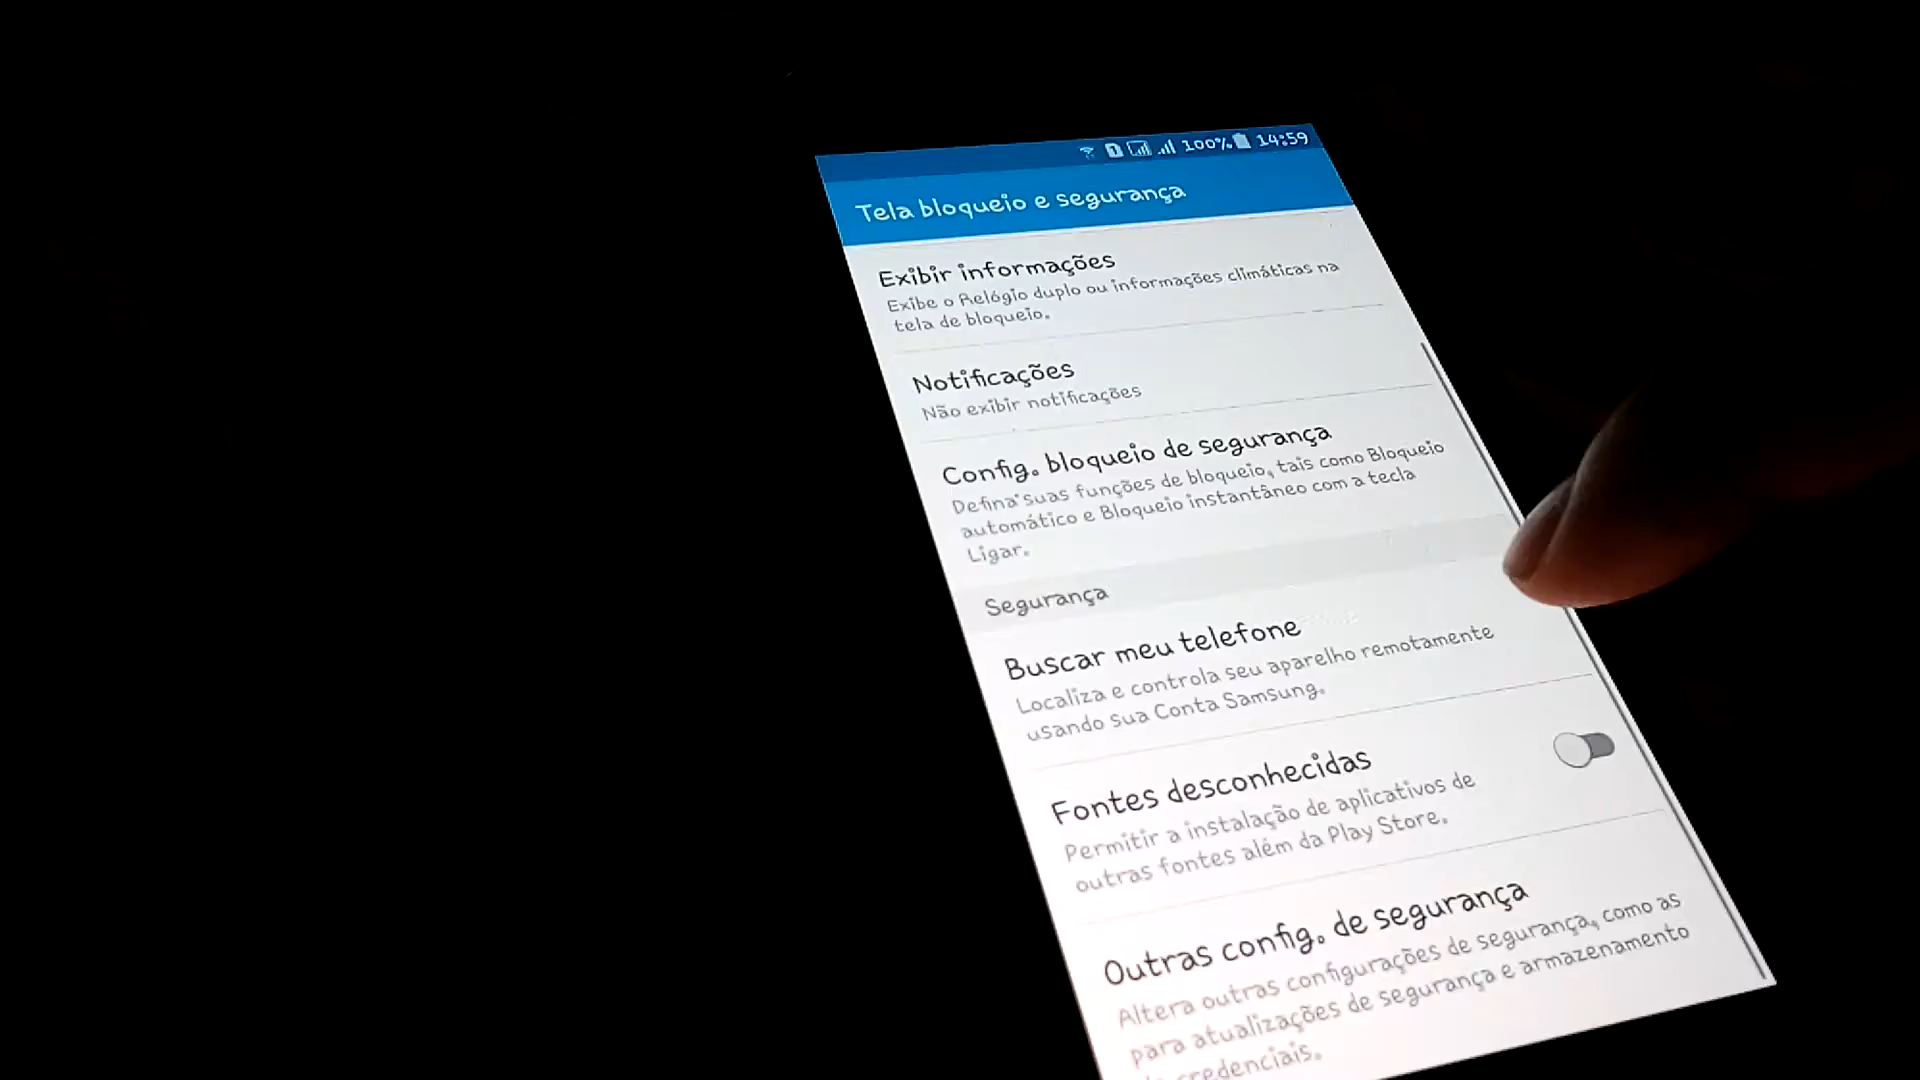 100% 14:59
Tela bloqueio e segurança
Exibir informações
Exibe o Relógio duplo ou informações climáticas na
tela de bloqueio.
Notificações
Não exibir notificações
Config. bloqueio de segurança
Defina suas funções de bloqueio, tais como Bloqueio
automático e Bloqueio instantâneo com a tecla
Ligar.
Segurança
Buscar meu telefone
Localiza e controla seu aparelho remotamente
usando sua Conta Samsung.
Fontes desconhecidas
Permitir a instalação de aplicativos de
outras fontes além da Play Store.
Outras config. de segurança
Altera outras configurações de segurança, como as
para atualizações de segurança e armazenamento
credenciais.